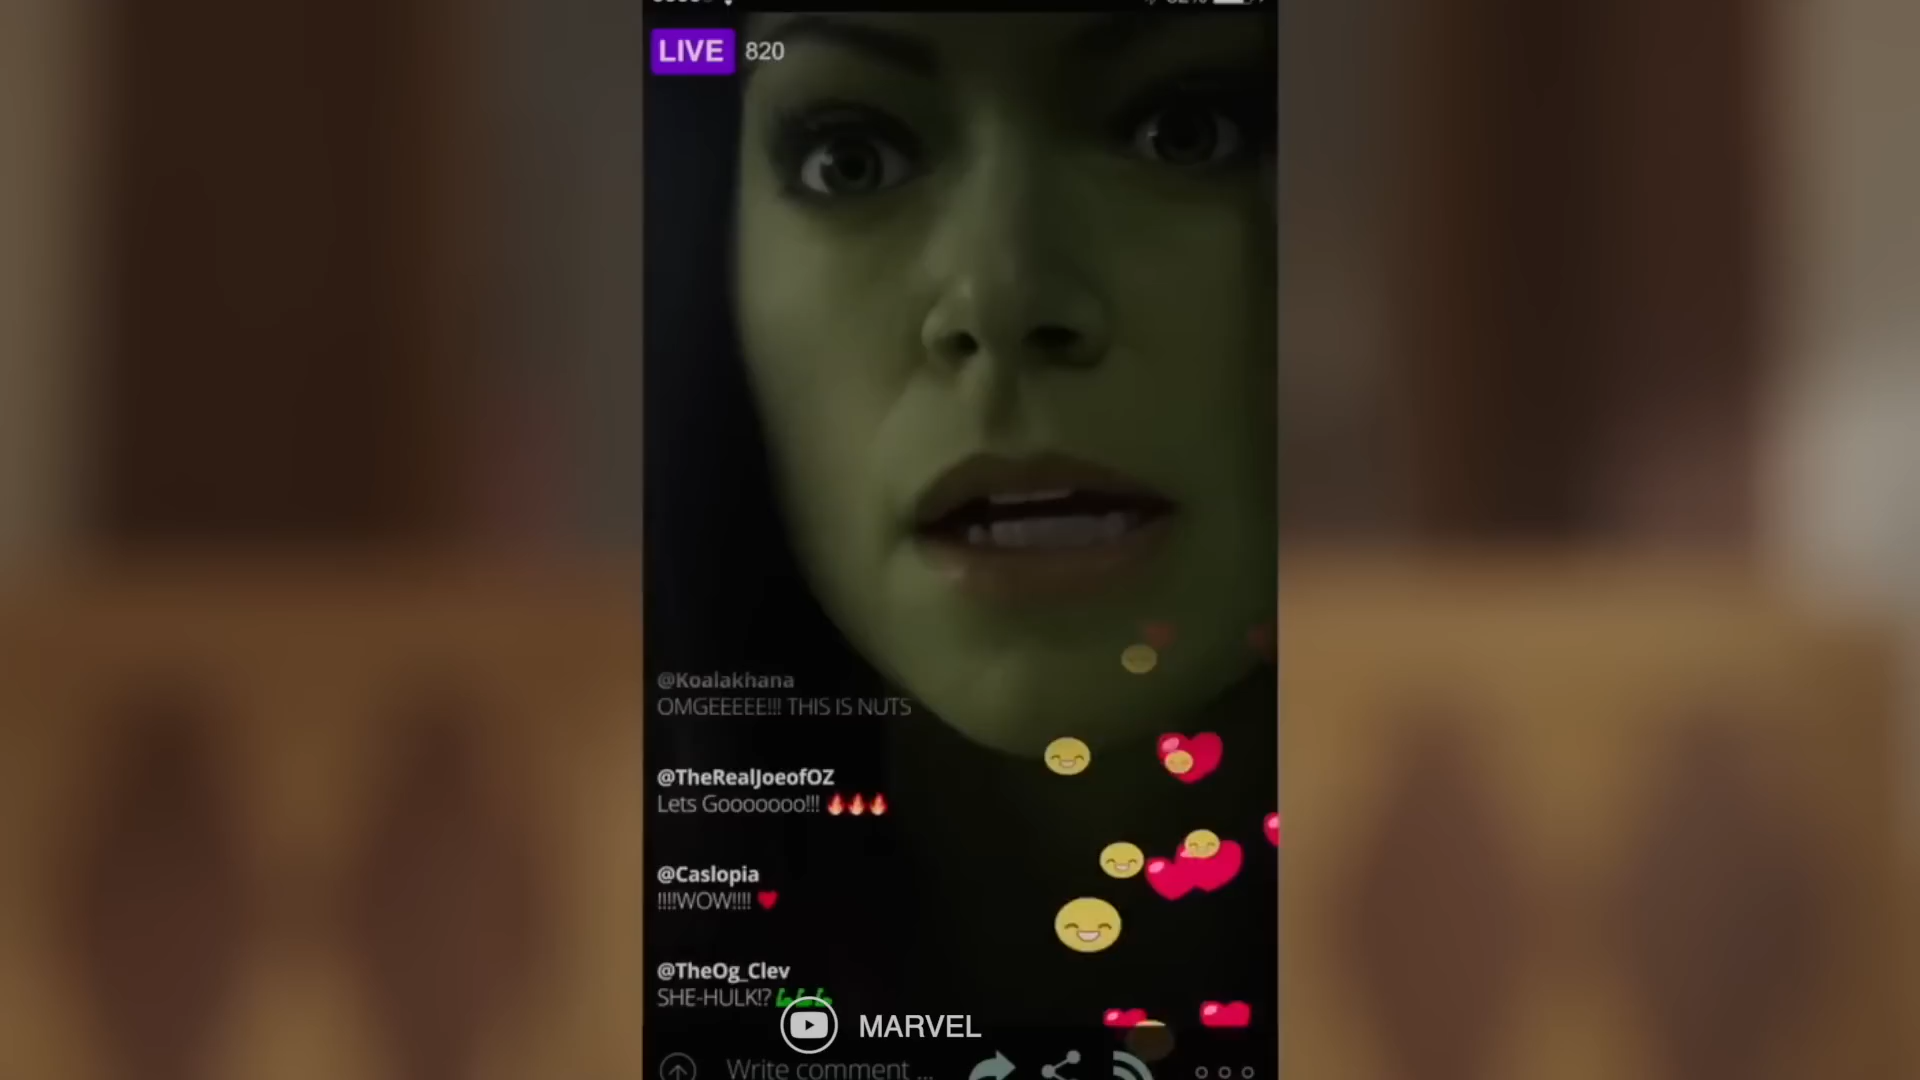 LIVE 820
@Koalakhana
OMGEEEEE!!! THIS IS NUTS
@TheRealJoeofOZ
Lets Gooooooo!!! 🔥🔥🔥
@Caslopia
!!!!WOW!!!! ❤
@TheOg_Clev
SHE-HULK!?
MARVEL
Write comment ...